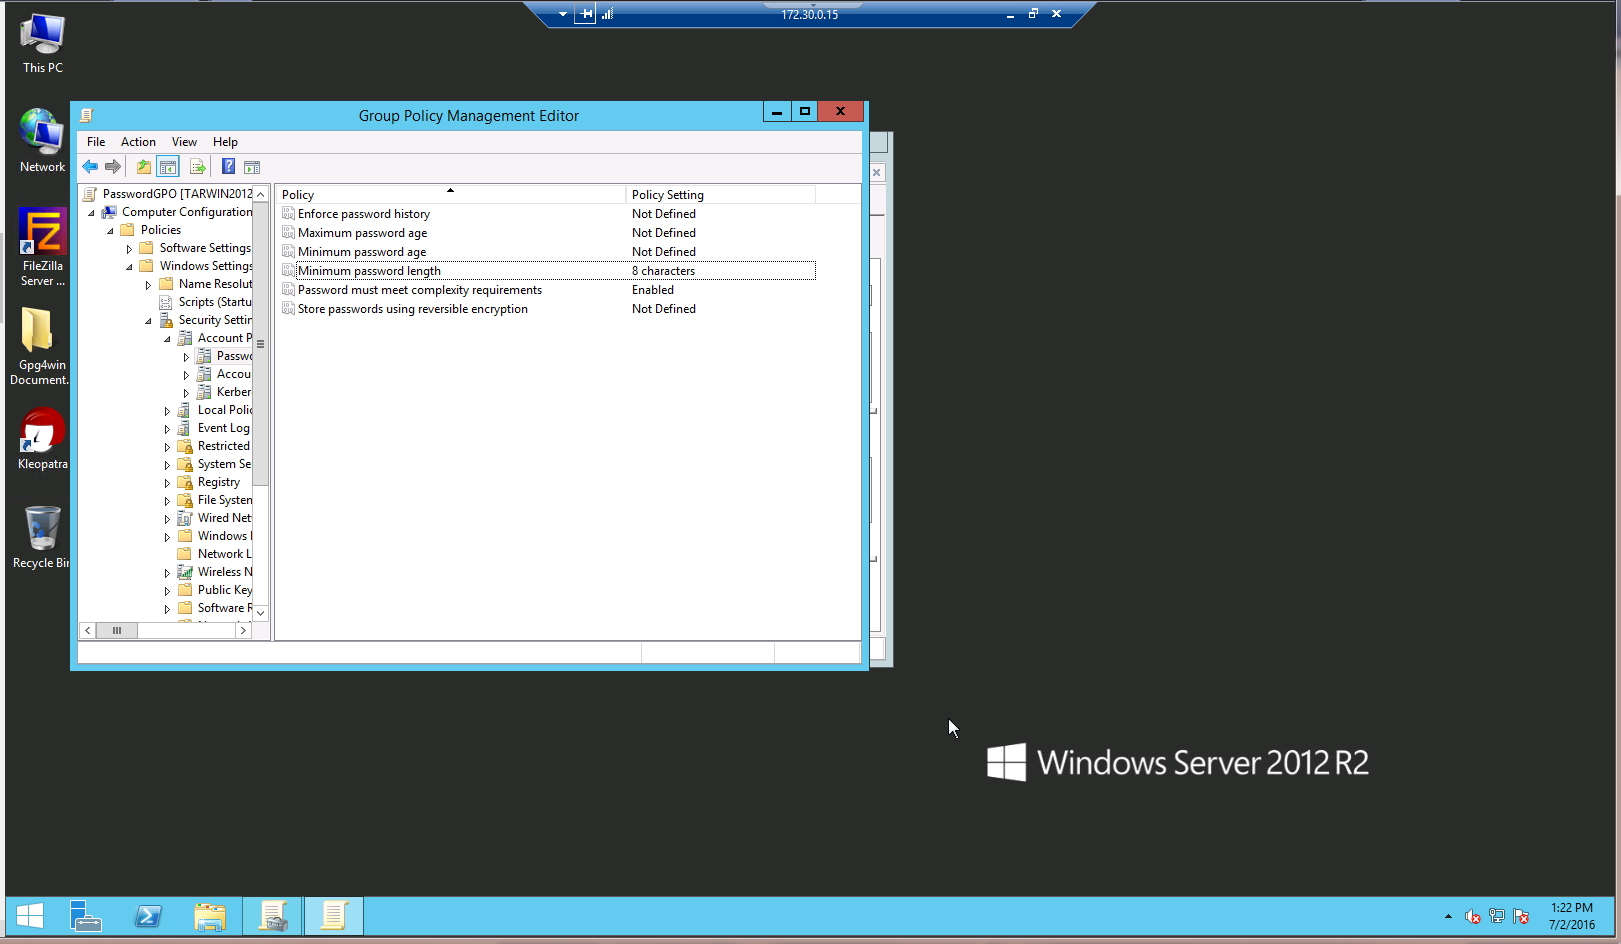 172.30.0.15
This PC
Network
FileZilla
Server ...
Gpg4win
Document.
Kleopatra
Recycle Bin
Group Policy Management Editor
File Action View Help
PasswordGPO [TARWIN2012
Computer Configuration
Policies
Software Settings
Windows Settings
Name Resolut
Scripts (Startu
Security Settin
Account P
Passwo
Accou
Kerber
Local Polic
Event Log
Restricted
System Se
Registry
File System
Wired Net
Windows
Network L
Wireless N
Public Key
Software R
Policy Policy Setting
Enforce password history Not Defined
Maximum password age Not Defined
Minimum password age Not Defined
Minimum password length 8 characters
Password must meet complexity requirements Enabled
Store passwords using reversible encryption Not Defined
Windows Server 2012 R2
1:22 PM
7/2/2016